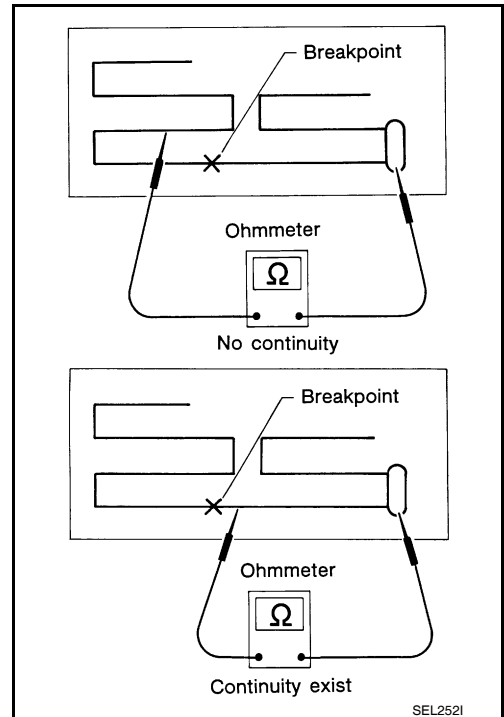 Breakpoint
Ohmmeter
Ω
No continuity
Breakpoint
Ohmmeter
Ω
Continuity exist
SEL252I